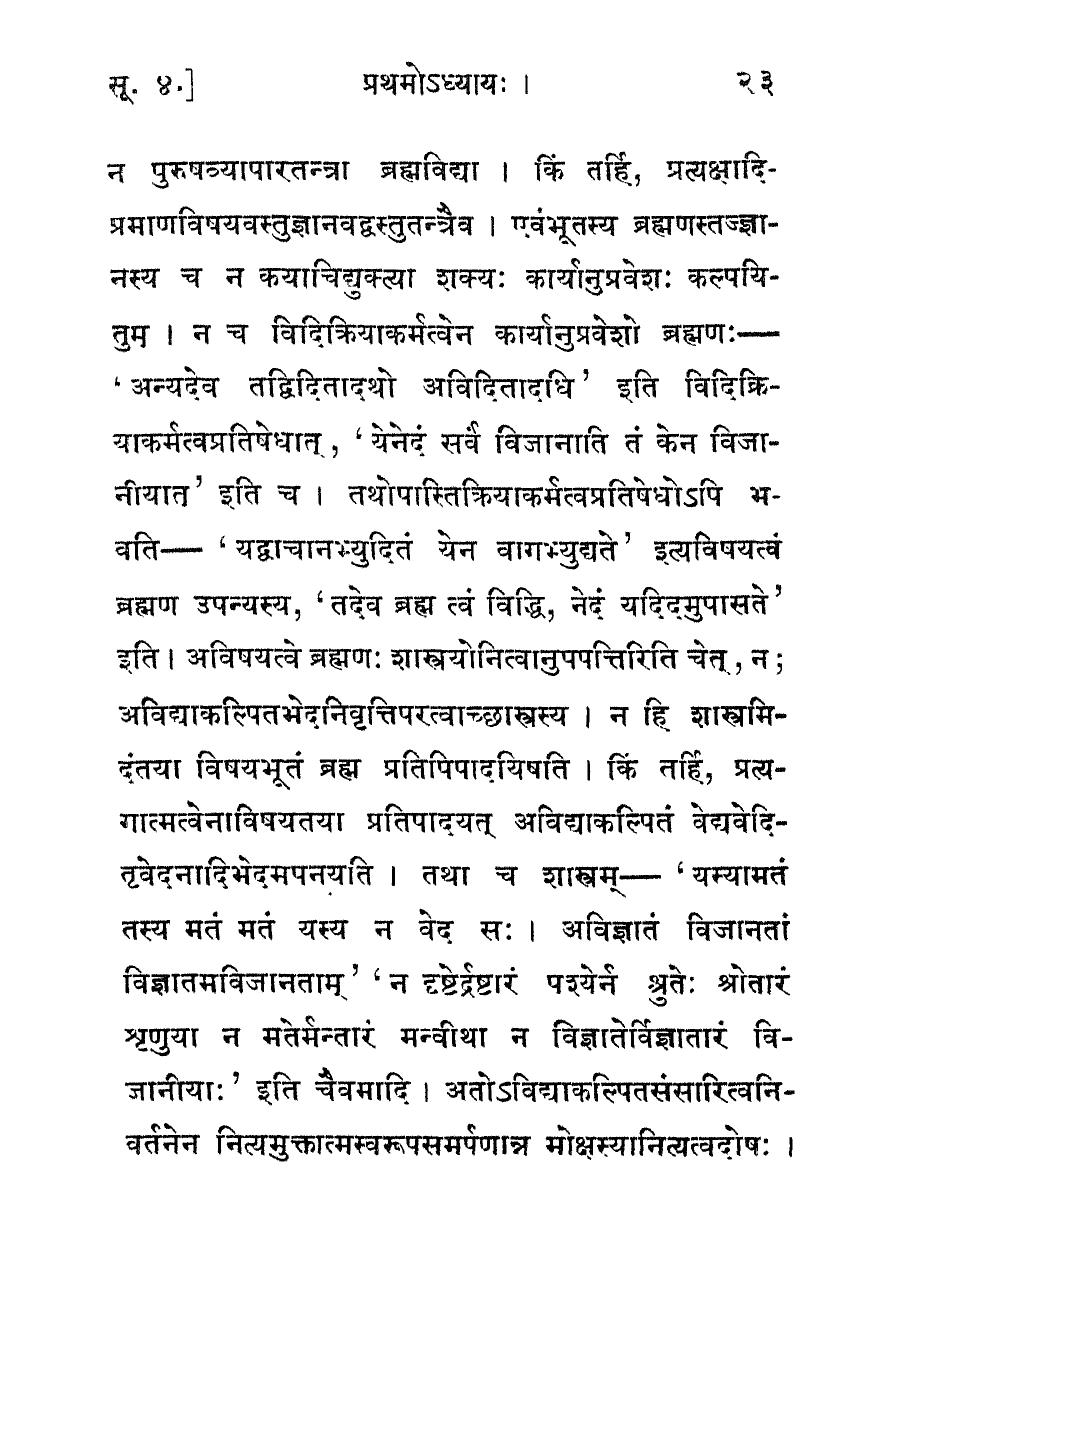 सू. ४.] प्रथमोऽध्यायः । २३
न पुरुषव्यापारतन्त्रा ब्रह्मविद्या । किं तर्हि, प्रत्यक्षादि-
प्रमाणविषयवस्तुज्ञानवद्वस्तुतन्त्रैव । एवंभूतस्य ब्रह्मणस्तज्ज्ञा-
नस्य च न कयाचिद्युक्त्या शक्यः कार्यानुप्रवेशः कल्पयि-
तुम् । न च विदिक्रियाकर्मत्वेन कार्यानुप्रवेशो ब्रह्मणः—
‘अन्यदेव तद्विदितादथो अविदितादधि’ इति विदिक्रि-
याकर्मत्वप्रतिषेधात्, ‘येनेदं सर्वं विजानाति तं केन विजा-
नीयात्’ इति च । तथोपास्तिक्रियाकर्मत्वप्रतिषेधोऽपि भ-
वति— ‘यद्वाचानभ्युदितं येन वागभ्युद्यते’ इत्यविषयत्वं
ब्रह्मण उपन्यस्य, ‘तदेव ब्रह्म त्वं विद्धि, नेदं यदिदमुपासते’
इति । अविषयत्वे ब्रह्मणः शास्त्रयोनित्वानुपपत्तिरिति चेत्, न;
अविद्याकल्पितभेदनिवृत्तिपरत्वाच्छास्त्रस्य । न हि शास्त्रमि-
दंतया विषयभूतं ब्रह्म प्रतिपिपादयिषति । किं तर्हि, प्रत्य-
गात्मत्वेनाविषयतया प्रतिपादयत् अविद्याकल्पितं वेद्यवेदि-
तृवेदनादिभेदमपनयति । तथा च शास्त्रम्— ‘यस्यामतं
तस्य मतं मतं यस्य न वेद सः । अविज्ञातं विजानतां
विज्ञातमविजानताम्’ ‘न दृष्टेर्द्रष्टारं पश्येर्न श्रुतेः श्रोतारं
शृणुया न मतेर्मन्तारं मन्वीथा न विज्ञातेर्विज्ञातारं वि-
जानीयाः’ इति चैवमादि । अतोऽविद्याकल्पितसंसारित्वनि-
वर्तनेन नित्यमुक्तात्मस्वरूपसमर्पणान्न मोक्षस्यानित्यत्वदोषः ।